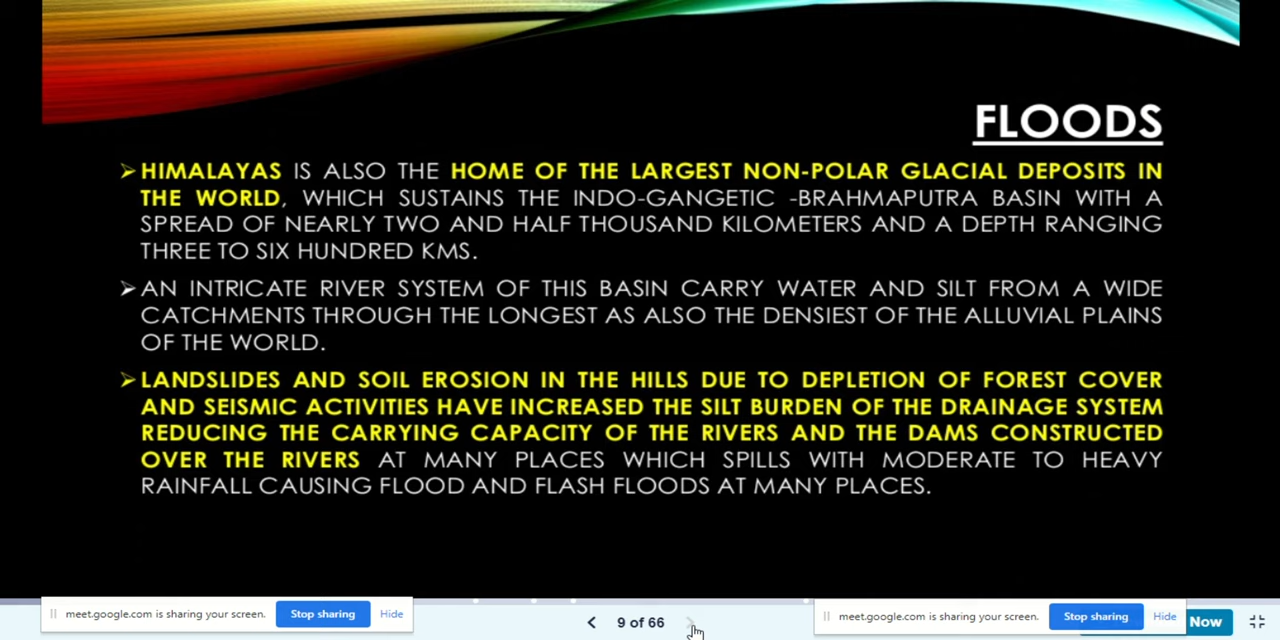 FLOODS
HIMALAYAS IS ALSO THE HOME OF THE LARGEST NON-POLAR GLACIAL DEPOSITS IN
THE WORLD, WHICH SUSTAINS THE INDO-GANGETIC -BRAHMAPUTRA BASIN WITH A
SPREAD OF NEARLY TWO AND HALF THOUSAND KILOMETERS AND A DEPTH RANGING
THREE TO SIX HUNDRED KMS.
AN INTRICATE RIVER SYSTEM OF THIS BASIN CARRY WATER AND SILT FROM A WIDE
CATCHMENTS THROUGH THE LONGEST AS ALSO THE DENSIEST OF THE ALLUVIAL PLAINS
OF THE WORLD.
LANDSLIDES AND SOIL EROSION IN THE HILLS DUE TO DEPLETION OF FOREST COVER
AND SEISMIC ACTIVITIES HAVE INCREASED THE SILT BURDEN OF THE DRAINAGE SYSTEM
REDUCING THE CARRYING CAPACITY OF THE RIVERS AND THE DAMS CONSTRUCTED
OVER THE RIVERS AT MANY PLACES WHICH SPILLS WITH MODERATE TO HEAVY
RAINFALL CAUSING FLOOD AND FLASH FLOODS AT MANY PLACES.
meet.google.com is sharing your screen. Stop sharing Hide
9 of 66
meet.google.com is sharing your screen. Stop sharing Hide
Now